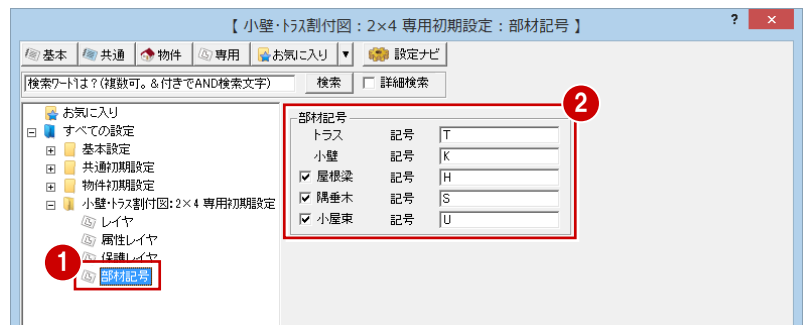 【 小壁・トラス割付図：2×4 専用初期設定：部材記号 】
? ×
基本 共通 物件 専用 お気に入り ▼ 設定ナビ
検索ワードは？(複数可。＆付きでAND検索文字) 検索 詳細検索
お気に入り
すべての設定
基本設定
共通初期設定
物件初期設定
小壁・トラス割付図：2×4 専用初期設定
レイヤ
属性レイヤ
保護レイヤ
1
部材記号
2
部材記号
トラス 記号 T
小壁 記号 K
屋根梁 記号 H
隅垂木 記号 S
小屋束 記号 U